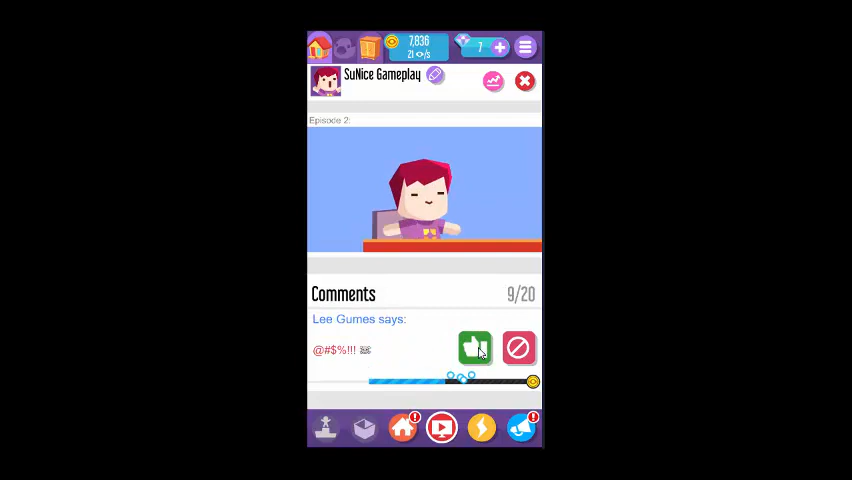 7,836
21 /s
7
SuNice Gameplay
Episode 2:
Comments
9/20
Lee Gumes says:
@#$%!!!